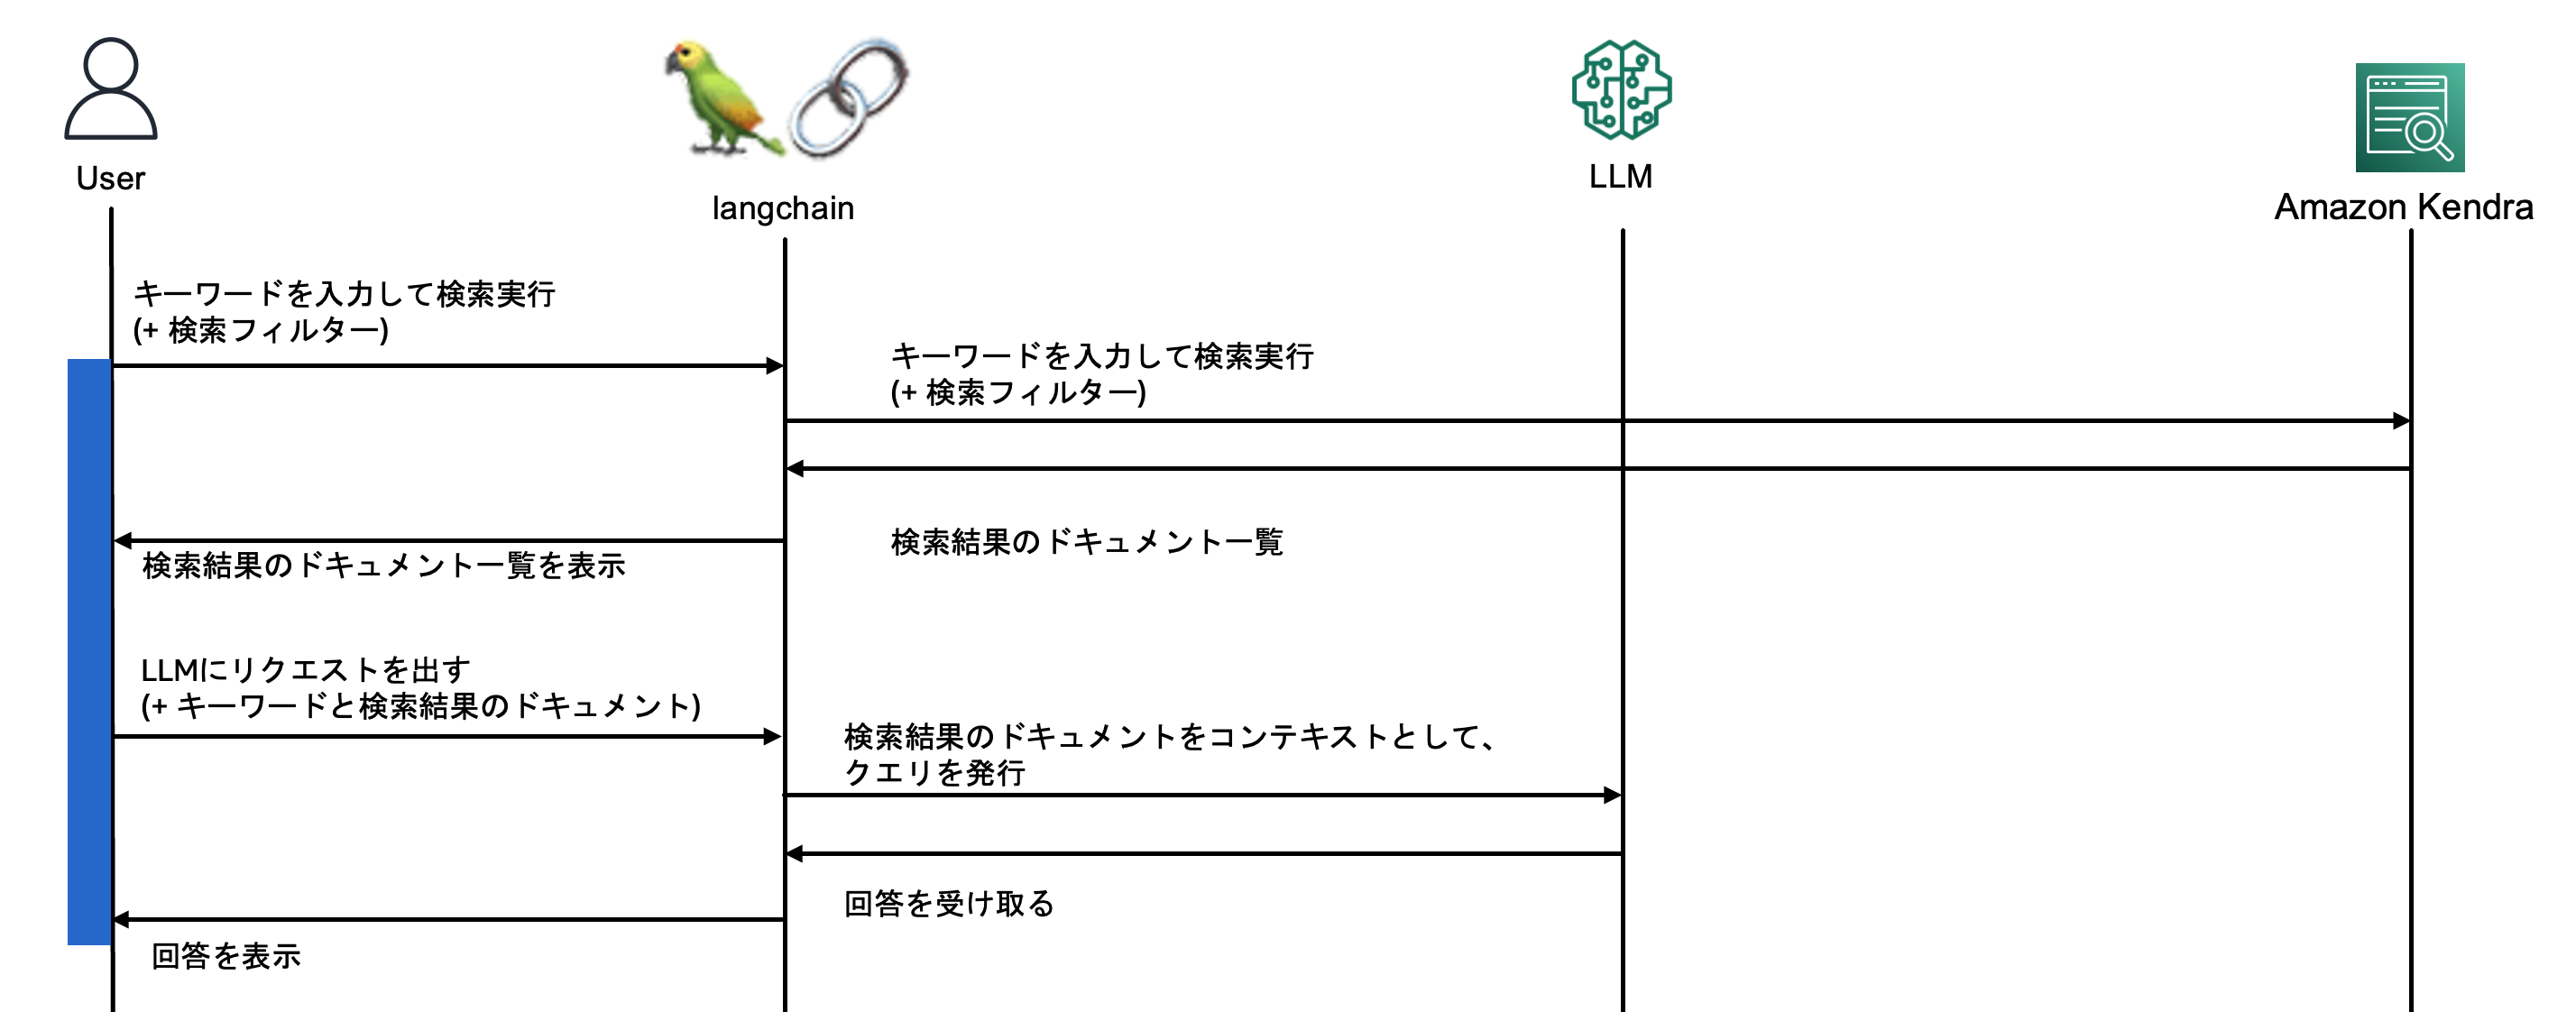 User
langchain
LLM
Amazon Kendra
キーワードを入力して検索実行
(+ 検索フィルター)
キーワードを入力して検索実行
(+ 検索フィルター)
検索結果のドキュメント一覧
検索結果のドキュメント一覧を表示
LLMにリクエストを出す
(+ キーワードと検索結果のドキュメント)
検索結果のドキュメントをコンテキストとして、
クエリを発行
回答を受け取る
回答を表示